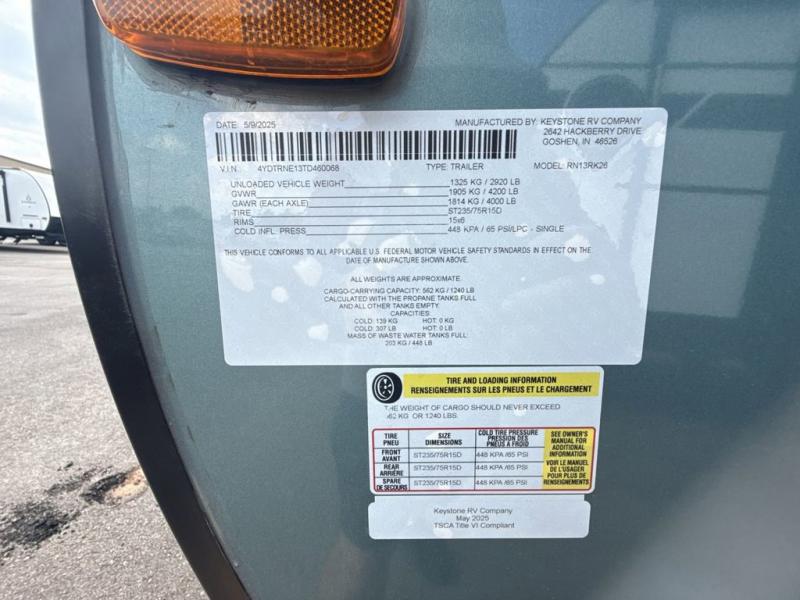 DATE: 5/9/2025 MANUFACTURED BY: KEYSTONE RV COMPANY
2642 HACKBERRY DRIVE
GOSHEN, IN 46526
V.I.N. 4YDTRNE13TD460068 TYPE: TRAILER MODEL: RN13RK26
UNLOADED VEHICLE WEIGHT 1325 KG / 2920 LB
GVWR 1905 KG / 4200 LB
GAWR (EACH AXLE) 1814 KG / 4000 LB
TIRE ST235/75R15D
RIMS 15x6
COLD INFL. PRESS 448 KPA / 65 PSI/LPC - SINGLE
THIS VEHICLE CONFORMS TO ALL APPLICABLE U.S. FEDERAL MOTOR VEHICLE SAFETY STANDARDS IN EFFECT ON THE
DATE OF MANUFACTURE SHOWN ABOVE.
ALL WEIGHTS ARE APPROXIMATE.
CARGO-CARRYING CAPACITY: 562 KG / 1240 LB
CALCULATED WITH THE PROPANE TANKS FULL
AND ALL OTHER TANKS EMPTY.
CAPACITIES:
COLD: 139 KG HOT: 0 KG
COLD: 307 LB HOT: 0 LB
MASS OF WASTE WATER TANKS FULL:
203 KG / 448 LB
TIRE AND LOADING INFORMATION
RENSEIGNEMENTS SUR LES PNEUS ET LE CHARGEMENT
THE WEIGHT OF CARGO SHOULD NEVER EXCEED
562 KG OR 1240 LBS.
TIRE PNEU SIZE DIMENSIONS COLD TIRE PRESSURE PRESSION DES PNEUS A FROID
FRONT AVANT ST235/75R15D 448 KPA /65 PSI
REAR ARRIÈRE ST235/75R15D 448 KPA /65 PSI
SPARE DE SECOURS ST235/75R15D 448 KPA /65 PSI
SEE OWNER'S
MANUAL FOR
ADDITIONAL
INFORMATION
VOIR LE MANUEL
DE L'USAGER
POUR PLUS DE
RENSEIGNEMENTS
Keystone RV Company
May 2025
TSCA Title VI Compliant